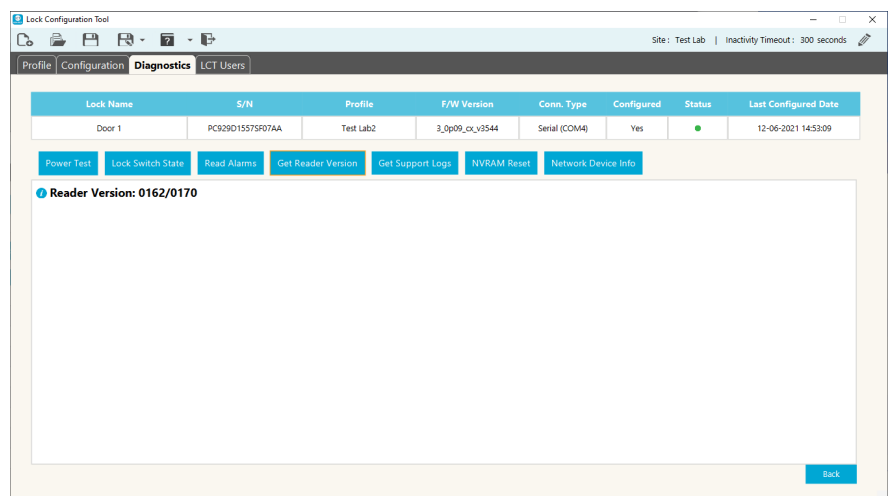 Lock Configuration Tool
Site : Test Lab | Inactivity Timeout : 300 seconds
Profile Configuration Diagnostics LCT Users
Lock Name S/N Profile F/W Version Conn. Type Configured Status Last Configured Date
Door 1 PC929D1557SF07AA Test Lab2 3_0p09_cx_v3544 Serial (COM4) Yes 12-06-2021 14:53:09
Power Test Lock Switch State Read Alarms Get Reader Version Get Support Logs NVRAM Reset Network Device Info
Reader Version: 0162/0170
Back